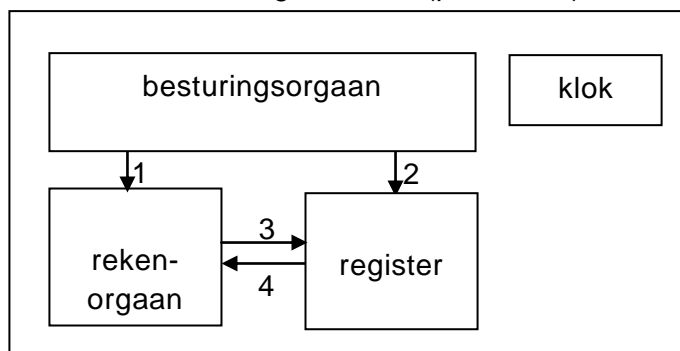 besturingsorgaan
klok
1
2
reken-
orgaan
3
4
register